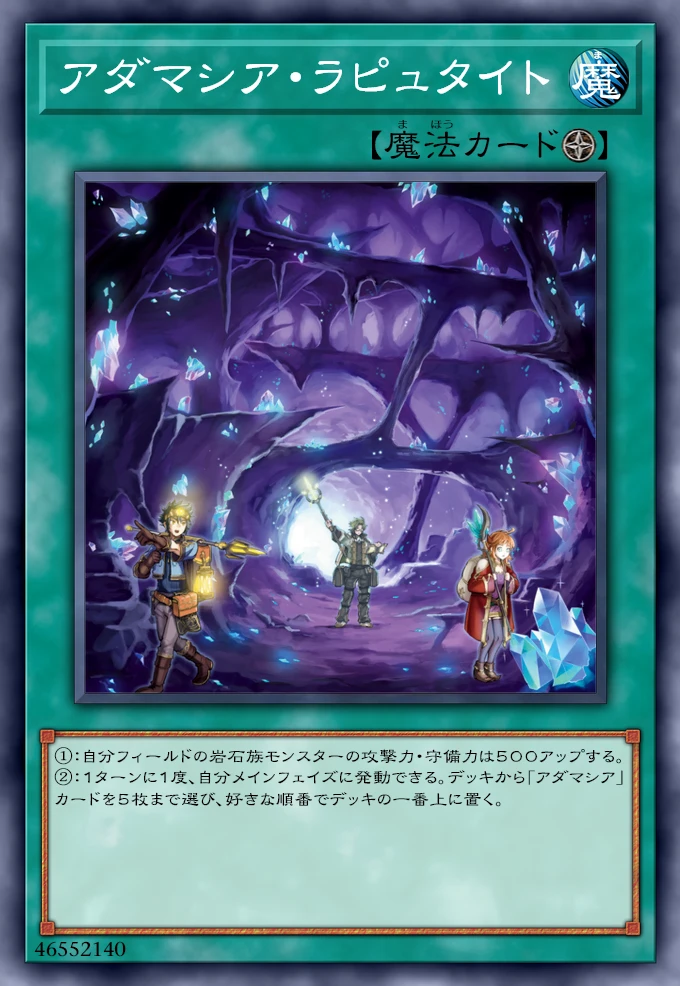 アダマシア・ラピュタイト 魔
【魔法カード】
①:自分フィールドの岩石族モンスターの攻撃力・守備力は５００アップする。
②:１ターンに１度、自分メインフェイズに発動できる。デッキから「アダマシア」
カードを５枚まで選び、好きな順番でデッキの一番上に置く。
46552140